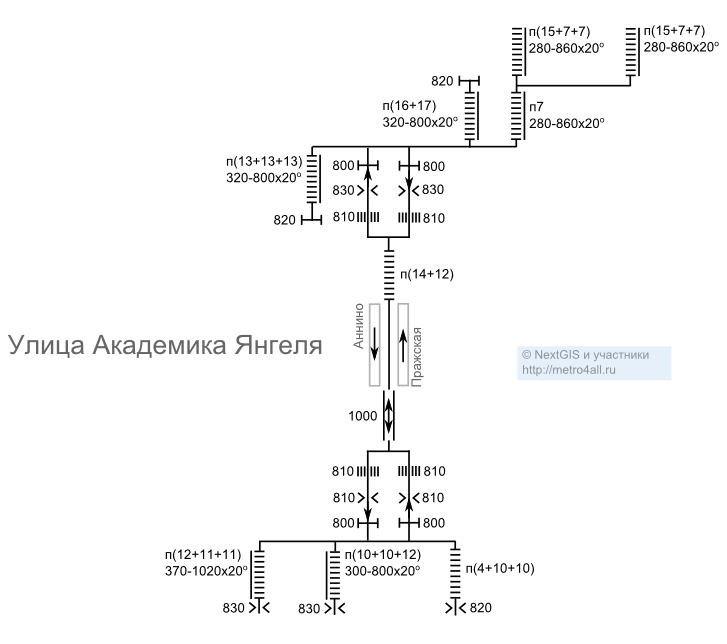 п(15+7+7)
280-860x20°
п(15+7+7)
280-860x20°
820
п(16+17)
320-800x20°
п7
280-860x20°
п(13+13+13)
320-800x20°
800
800
830
830
820
810
810
п(14+12)
Аннино
Пражская
Улица Академика Янгеля
© NextGIS и участники
http://metro4all.ru
1000
810
810
810
810
800
800
п(12+11+11)
370-1020x20°
п(10+10+12)
300-800x20°
п(4+10+10)
830
830
820